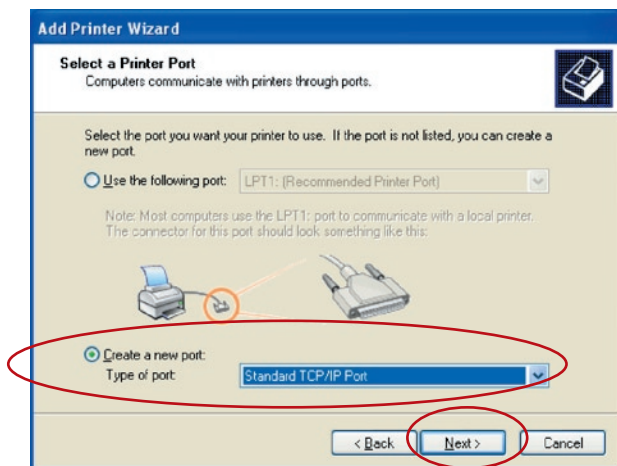 Add Printer Wizard
Select a Printer Port
Computers communicate with printers through ports.
Select the port you want your printer to use. If the port is not listed, you can create a
new port.
Use the following port: LPT1: (Recommended Printer Port)
Note: Most computers use the LPT1: port to communicate with a local printer.
The connector for this port should look something like this:
Create a new port:
Type of port: Standard TCP/IP Port
< Back Next > Cancel